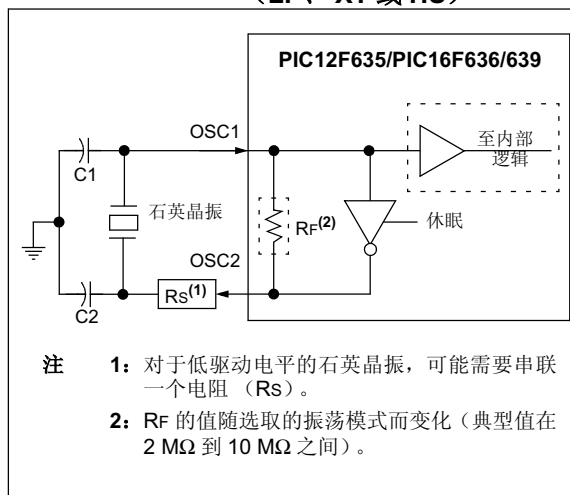 （LP、XT 或 HS）
PIC12F635/PIC16F636/639
OSC1
至内部
逻辑
C1
石英晶振
RF(2)
休眠
OSC2
RS(1)
C2
注 1： 对于低驱动电平的石英晶振，可能需要串联
一个电阻 （RS）。
2： RF 的值随选取的振荡模式而变化（典型值在
2 MΩ 到 10 MΩ 之间）。